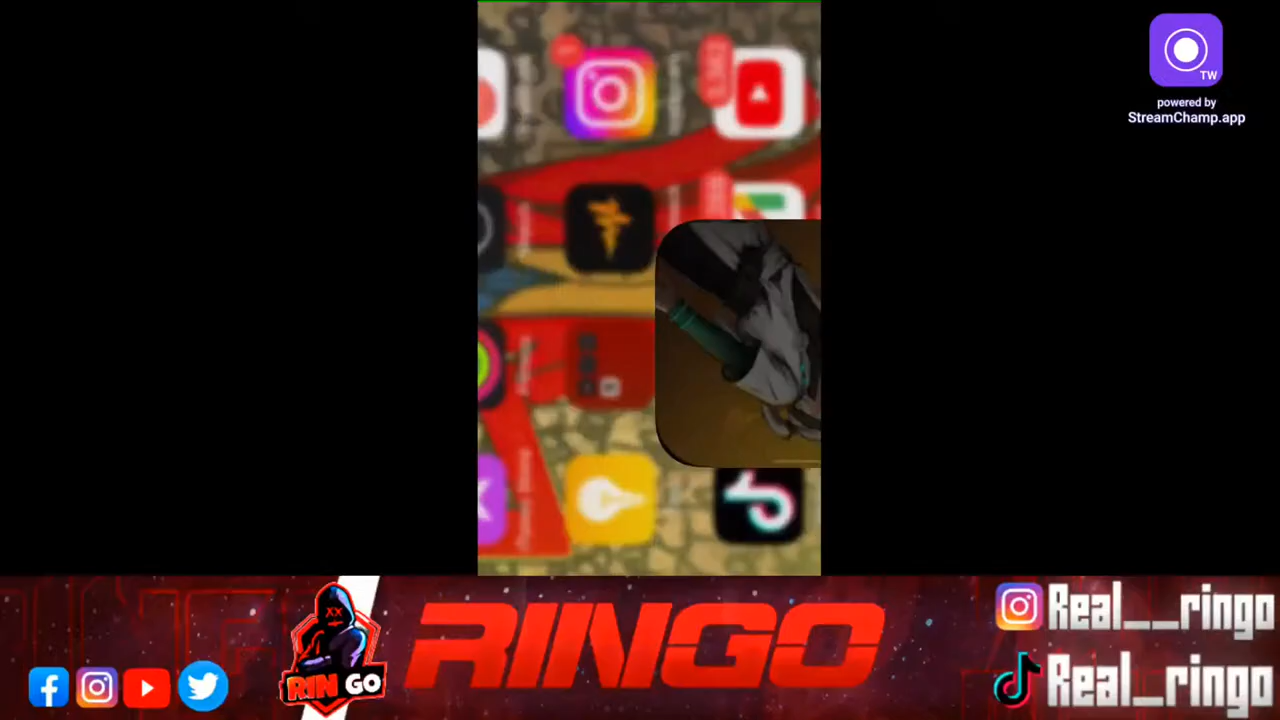 TW
powered by
StreamChamp.app
RIN GO
RINGO
Real__ringo
Real_ringo